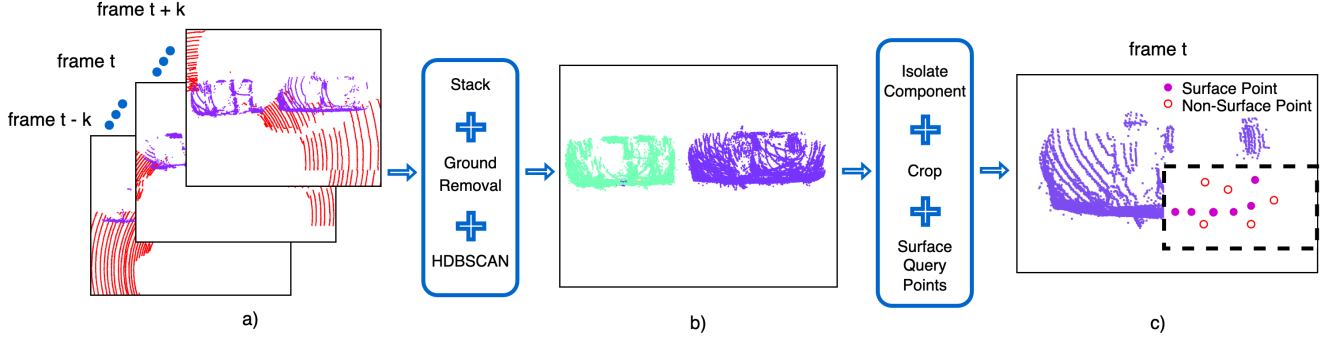 frame t + k
frame t
frame t - k
Stack
Ground
Removal
HDBSCAN
Isolate
Component
Crop
Surface
Query
Points
frame t
Surface Point
Non-Surface Point
a)
b)
c)